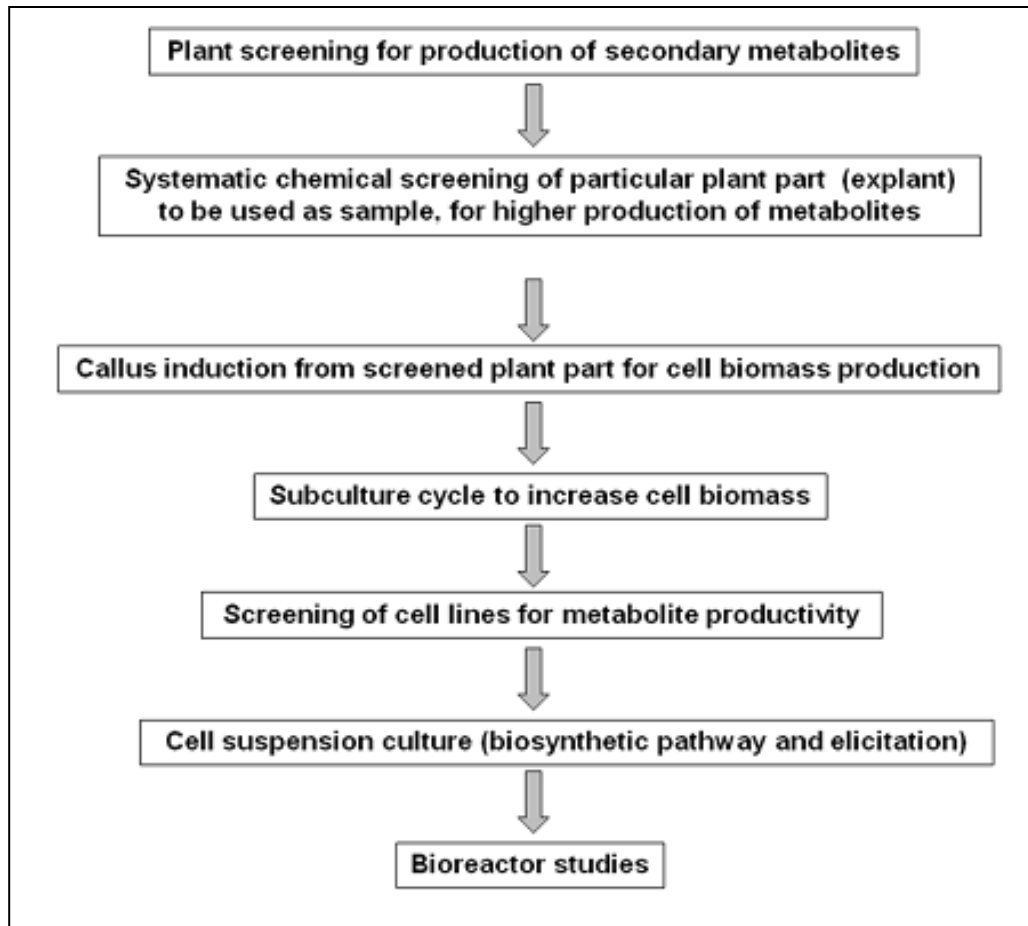 Plant screening for production of secondary metabolites
Systematic chemical screening of particular plant part (explant)
to be used as sample, for higher production of metabolites
Callus induction from screened plant part for cell biomass production
Subculture cycle to increase cell biomass
Screening of cell lines for metabolite productivity
Cell suspension culture (biosynthetic pathway and elicitation)
Bioreactor studies